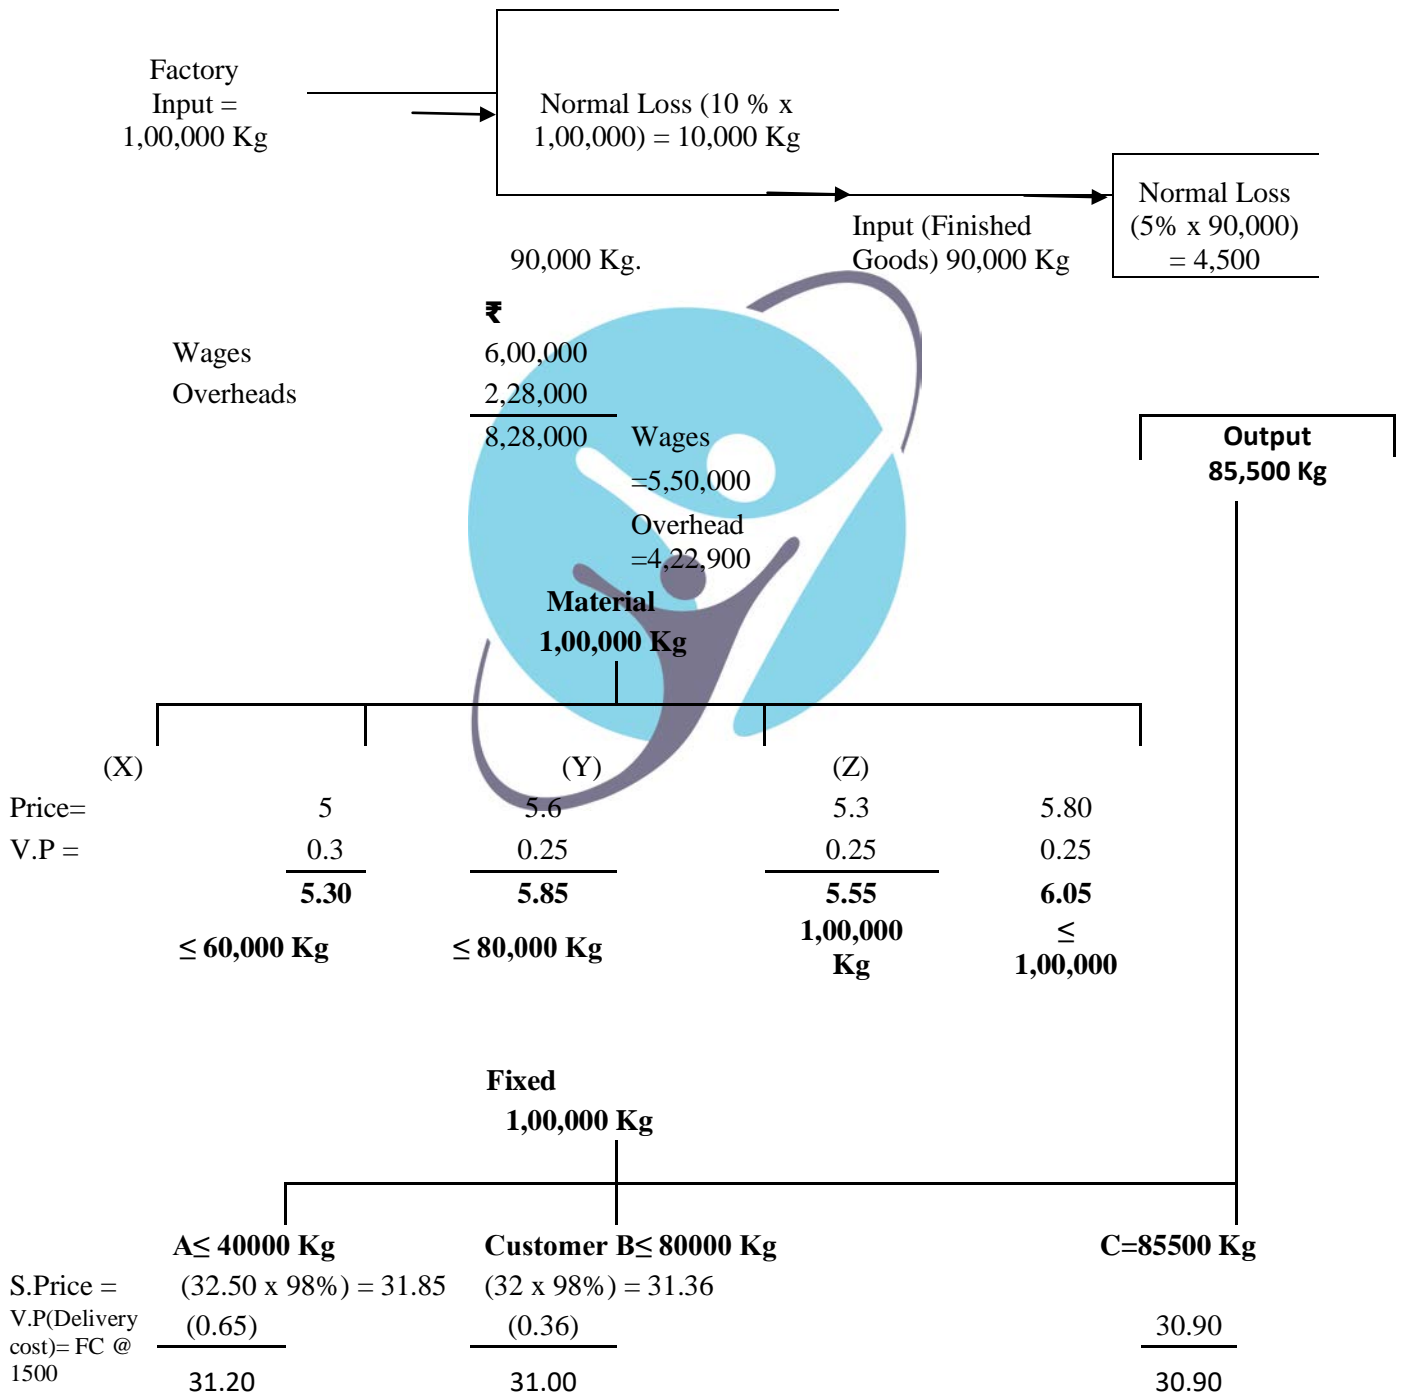 Factory
Input =
1,00,000 Kg
Normal Loss (10 % x
1,00,000) = 10,000 Kg
Normal Loss
(5% x 90,000)
= 4,500
Input (Finished
Goods) 90,000 Kg
90,000 Kg.
₹
Wages 6,00,000
Overheads 2,28,000
8,28,000 Wages
=5,50,000
Overhead
=4,22,900
Output
85,500 Kg
Material
1,00,000 Kg
(X) (Y) (Z)
Price= 5 5.6 5.3 5.80
V.P = 0.3 0.25 0.25 0.25
5.30 5.85 5.55 6.05
≤ 60,000 Kg ≤ 80,000 Kg
1,00,000
Kg
≤
1,00,000
Fixed
1,00,000 Kg
A≤ 40000 Kg Customer B≤ 80000 Kg C=85500 Kg
S.Price = (32.50 x 98%) = 31.85 (32 x 98%) = 31.36
V.P(Delivery
cost)= FC @
1500
(0.65) (0.36) 30.90
31.20 31.00 30.90